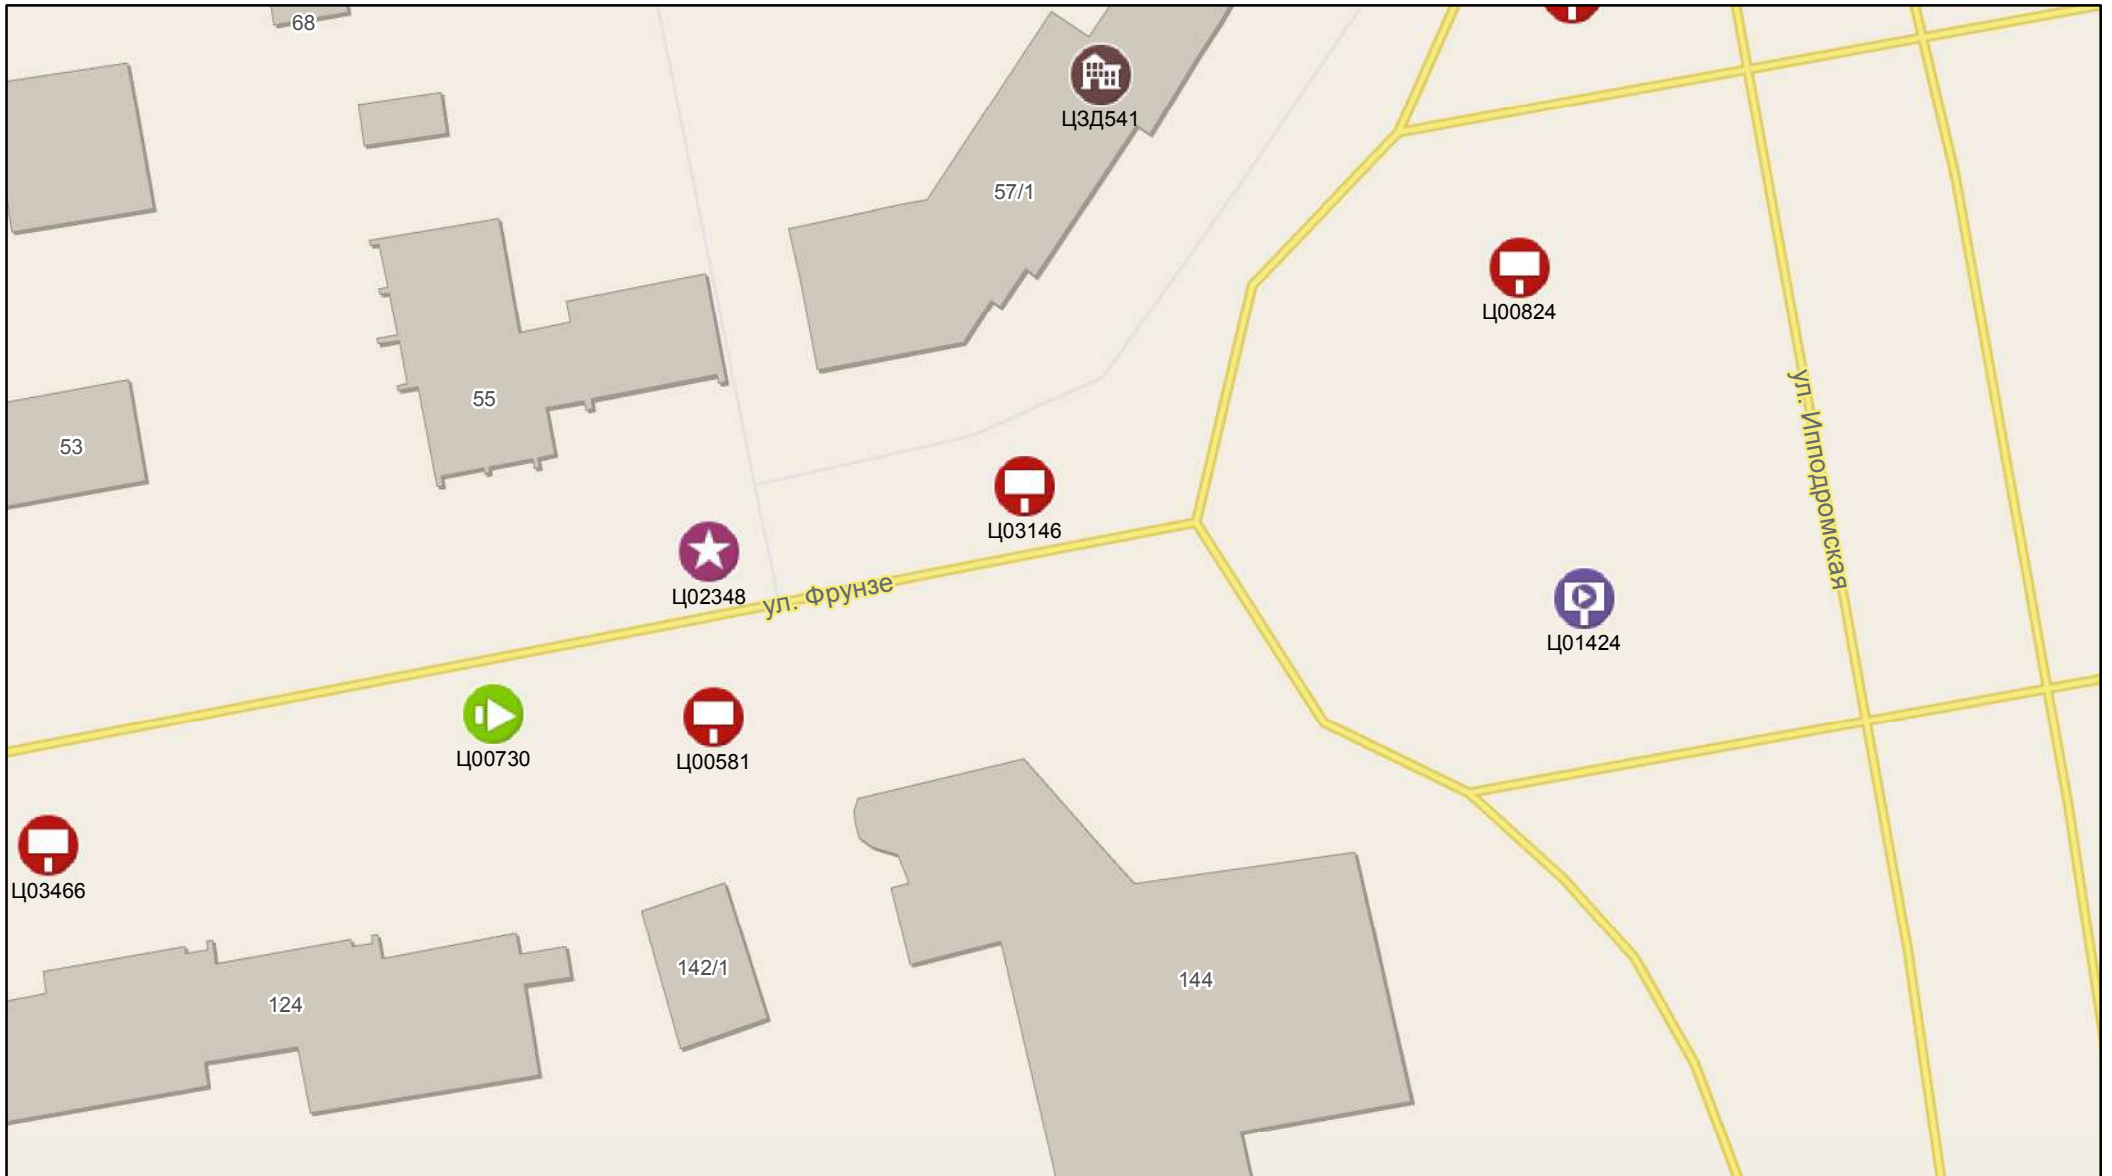 68
ЦЗД541
57/1
Ц00824
ул. Ипподромская
55
53
Ц03146
Ц02348
ул. Фрунзе
Ц01424
Ц00730
Ц00581
Ц03466
142/1
144
124